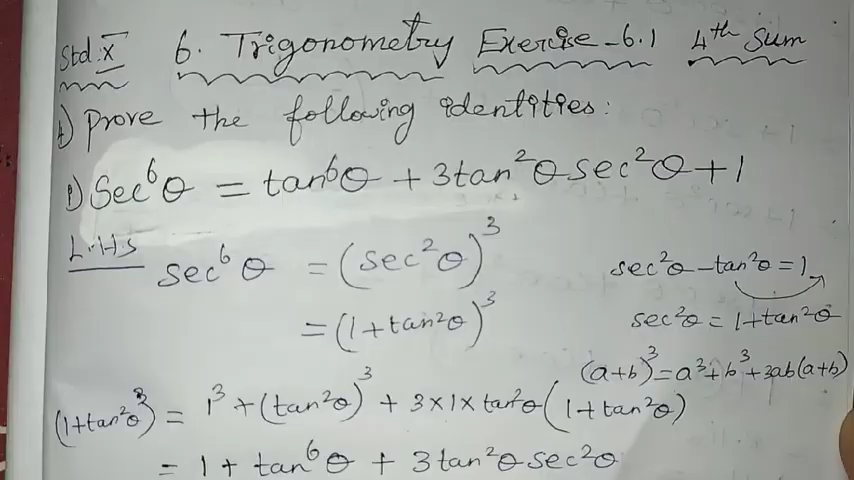 Std:X 6. Trigonometry Exercise-6.1 4th Sum
4) Prove the following identities:
i) Sec⁶θ = tan⁶θ + 3tan²θ sec²θ + 1
L.H.S sec⁶θ = (sec²θ)³
sec²θ - tan²θ = 1
= (1+tan²θ)³
sec²θ = 1+tan²θ
(a+b)³ = a³+b³+3ab(a+b)
(1+tan²θ)³ = 1³ + (tan²θ)³ + 3×1×tan²θ(1+tan²θ)
= 1 + tan⁶θ + 3tan²θ sec²θ